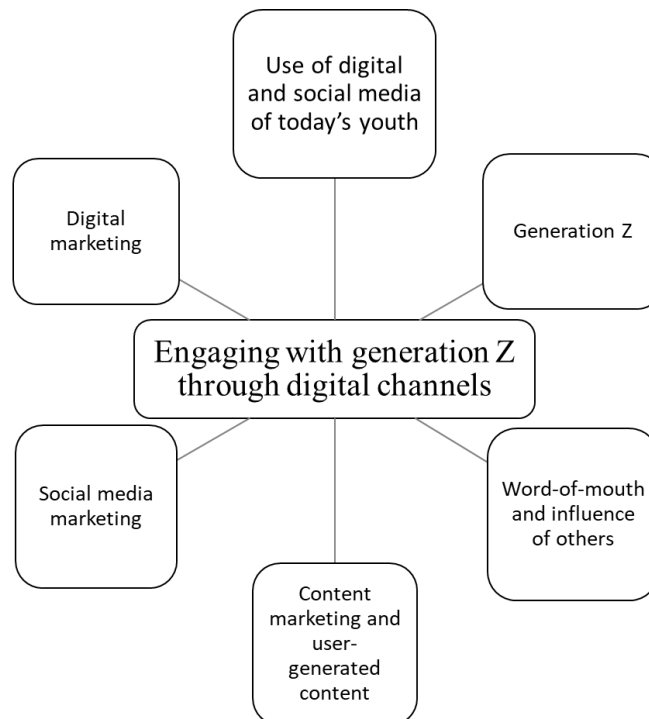 Use of digital
and social media
of today's youth
Digital
marketing
Generation Z
Engaging with generation Z
through digital channels
Social media
marketing
Word-of-mouth
and influence
of others
Content
marketing and
user-
generated
content